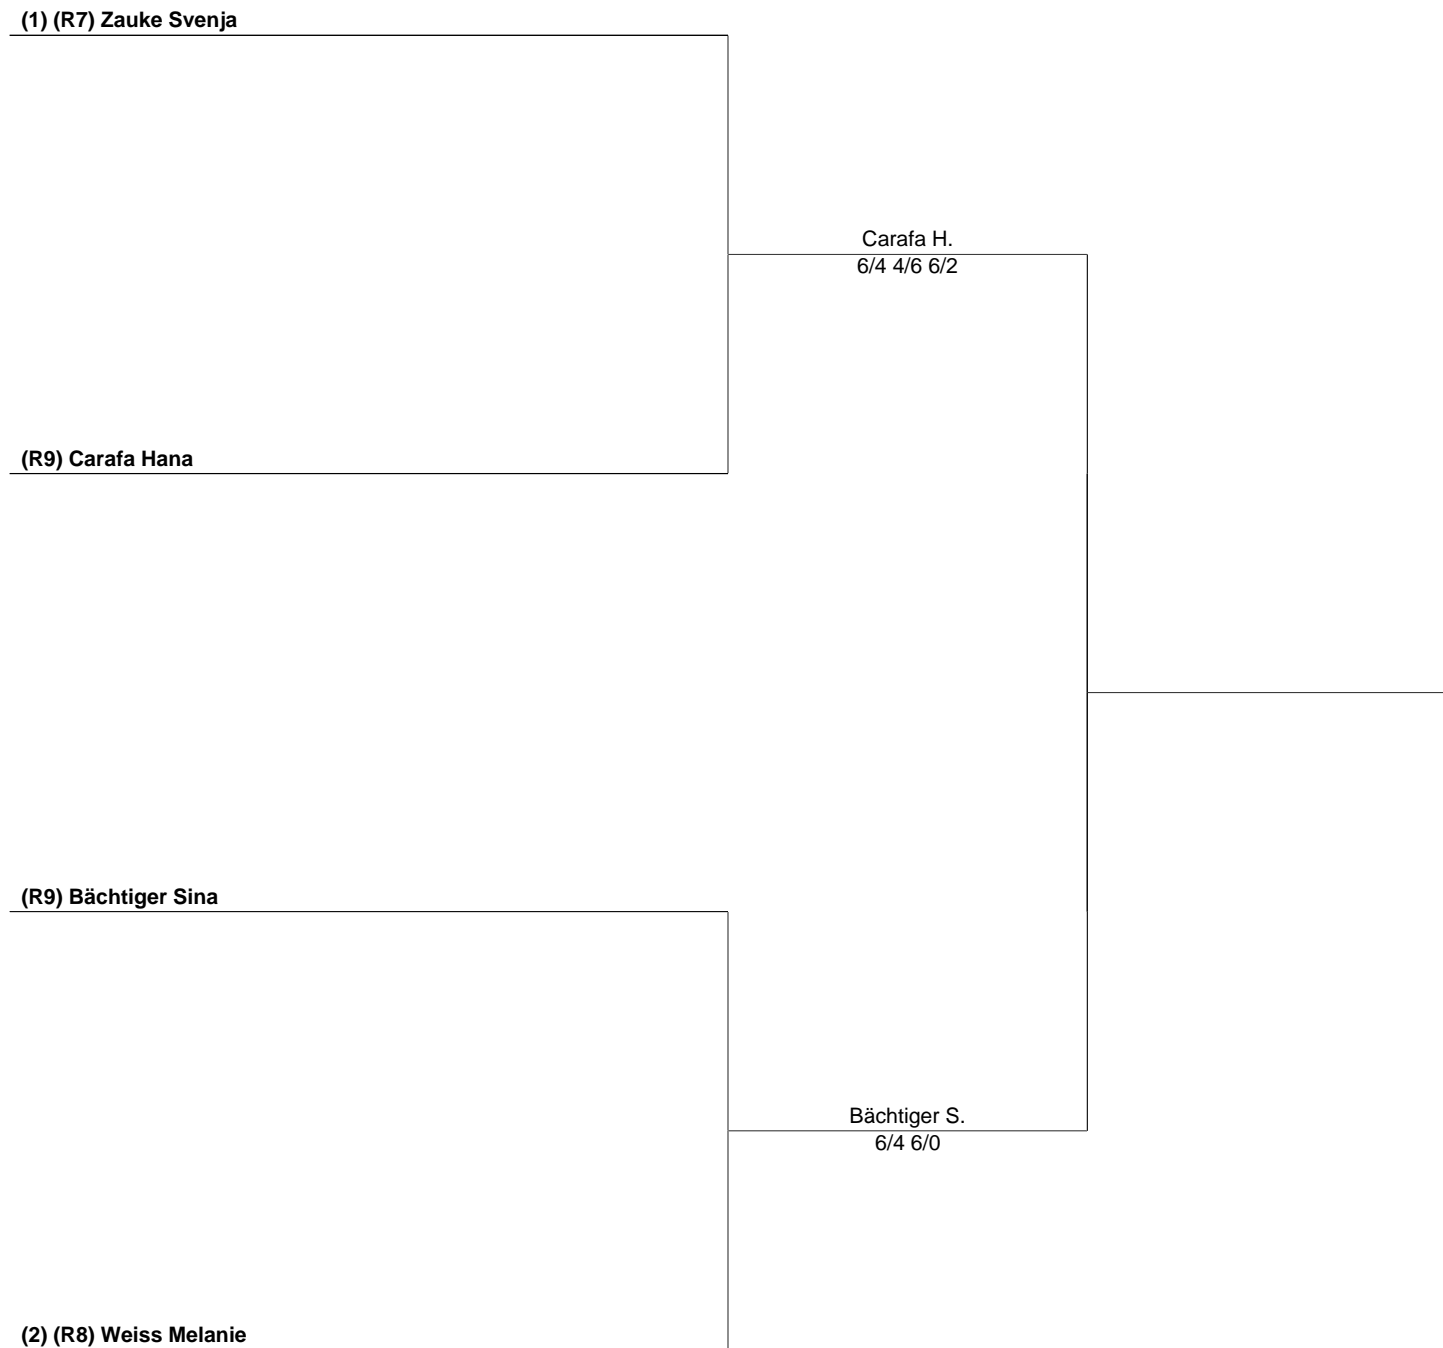 (1) (R7) Zauke Svenja
Carafa H.
6/4 4/6 6/2
(R9) Carafa Hana
(R9) Bächtiger Sina
Bächtiger S.
6/4 6/0
(2) (R8) Weiss Melanie